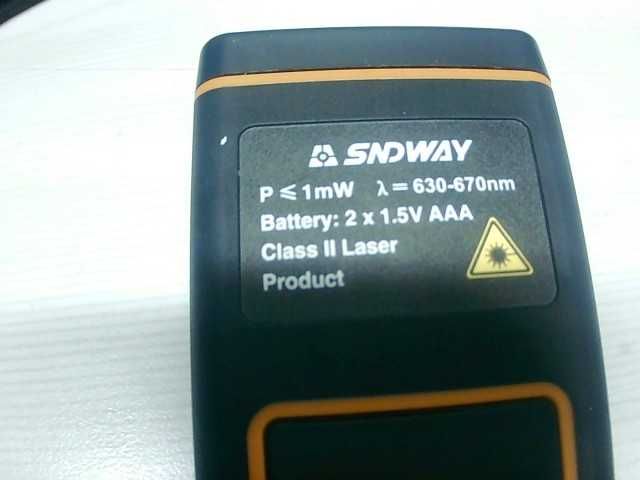 SNDWAY
P ≤ 1mW λ = 630-670nm
Battery: 2 x 1.5V AAA
Class II Laser
Product